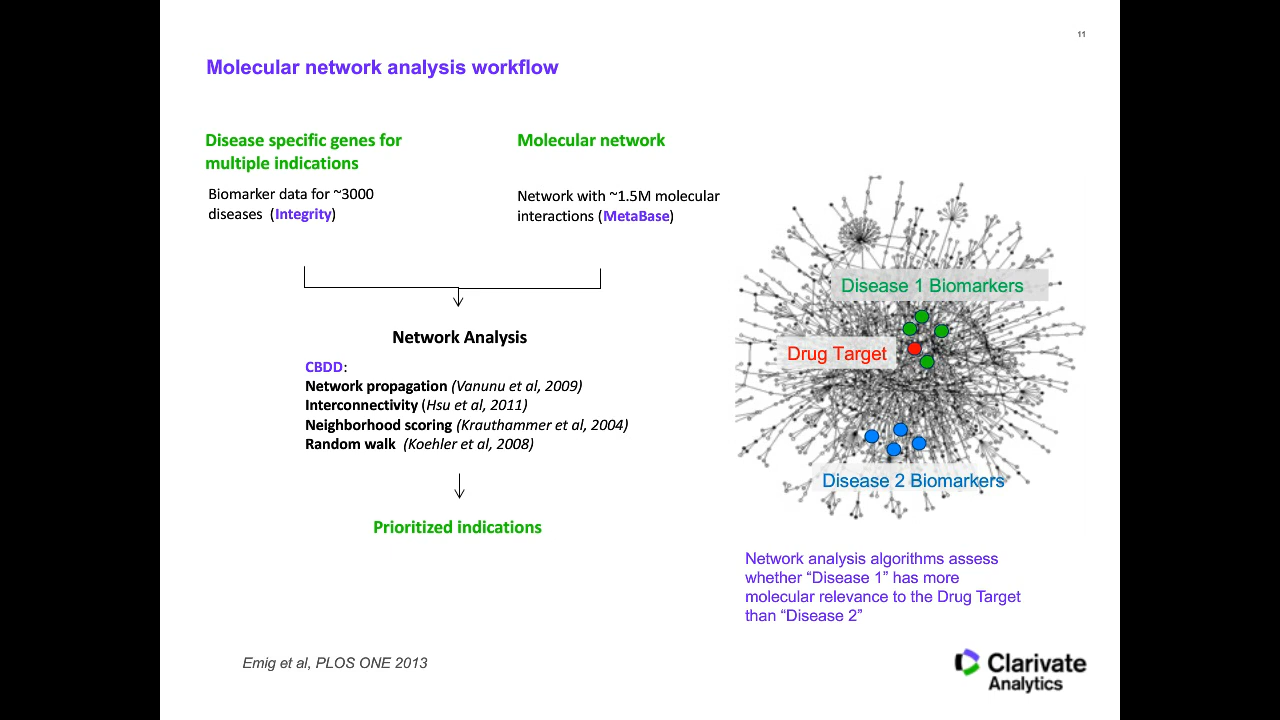 11
Molecular network analysis workflow
Disease specific genes for
multiple indications
Biomarker data for ~3000
diseases (Integrity)
Molecular network
Network with ~1.5M molecular
interactions (MetaBase)
Network Analysis
CBDD:
Network propagation (Vanunu et al, 2009)
Interconnectivity (Hsu et al, 2011)
Neighborhood scoring (Krauthammer et al, 2004)
Random walk (Koehler et al, 2008)
Prioritized indications
Disease 1 Biomarkers
Drug Target
Disease 2 Biomarkers
Network analysis algorithms assess
whether “Disease 1” has more
molecular relevance to the Drug Target
than “Disease 2”
Emig et al, PLOS ONE 2013
Clarivate
Analytics